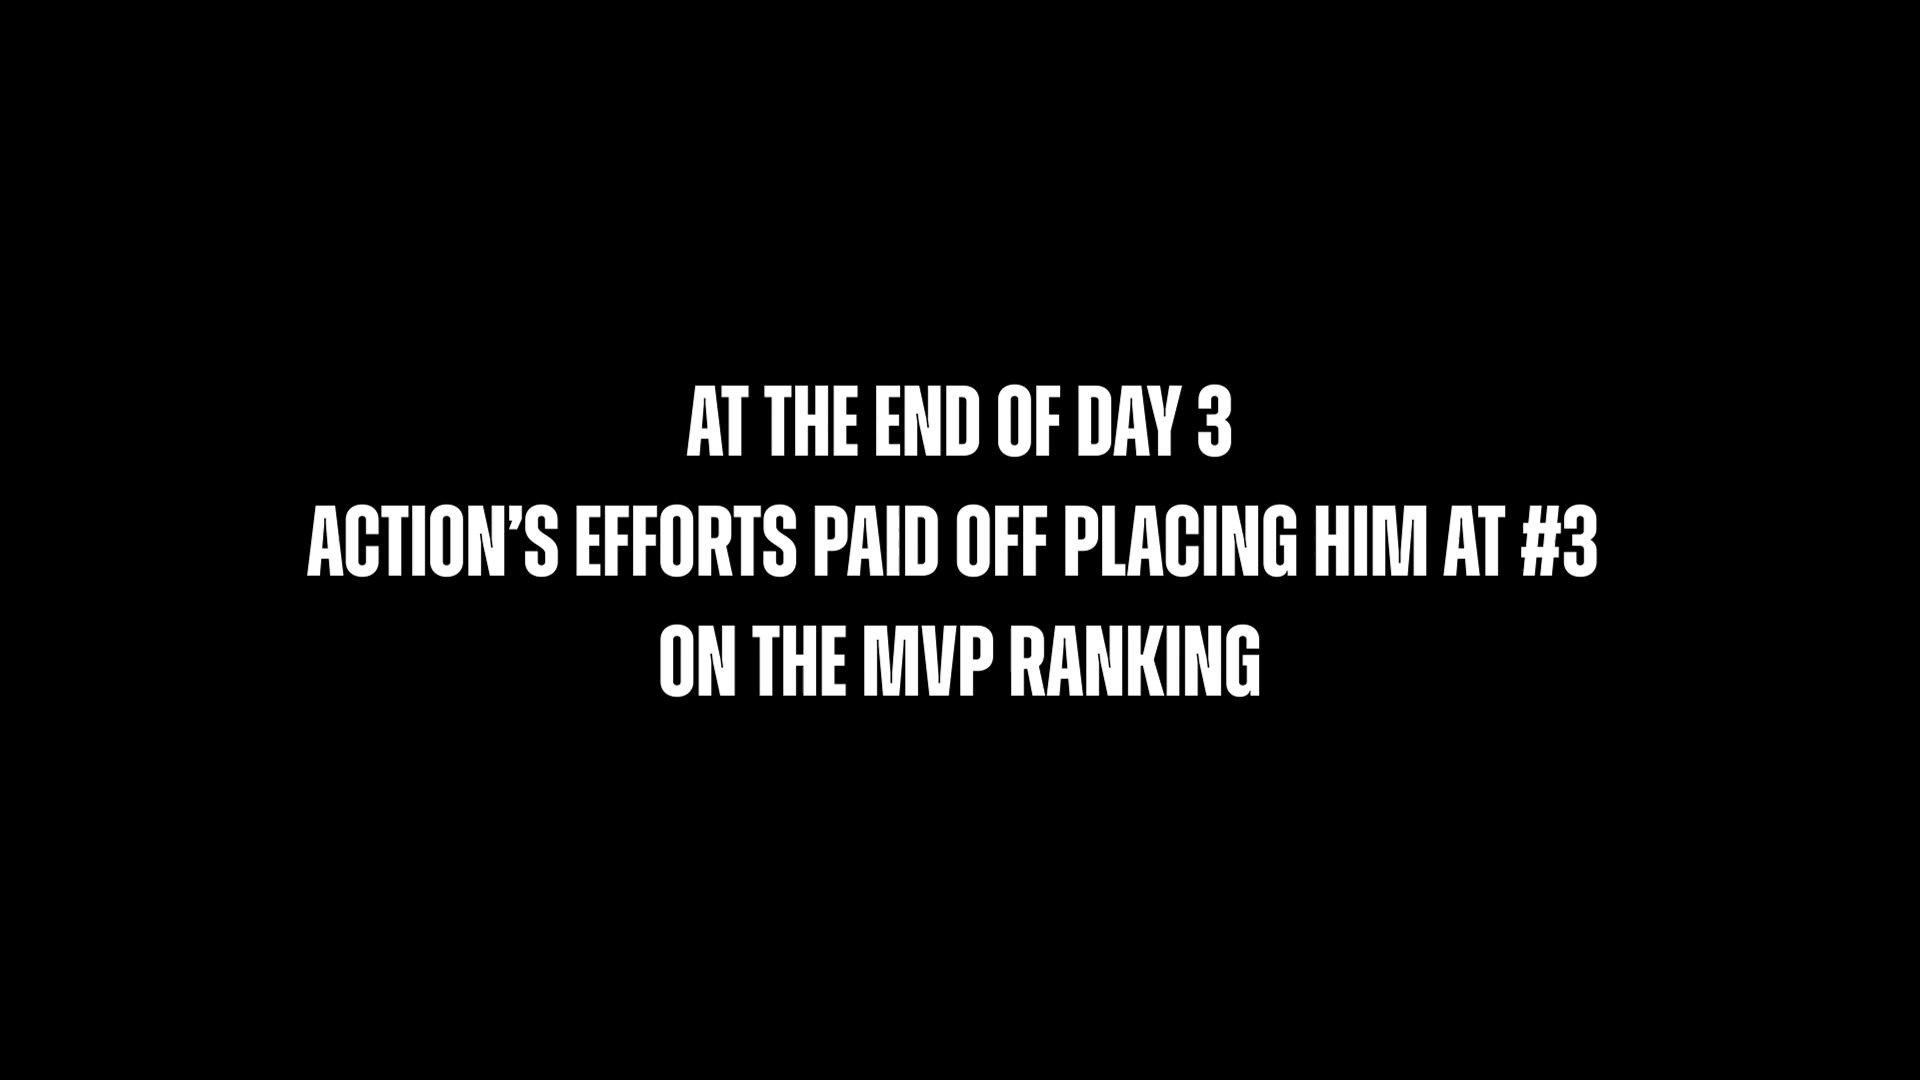 AT THE END OF DAY 3
ACTION’S EFFORTS PAID OFF PLACING HIM AT #3
ON THE MVP RANKING